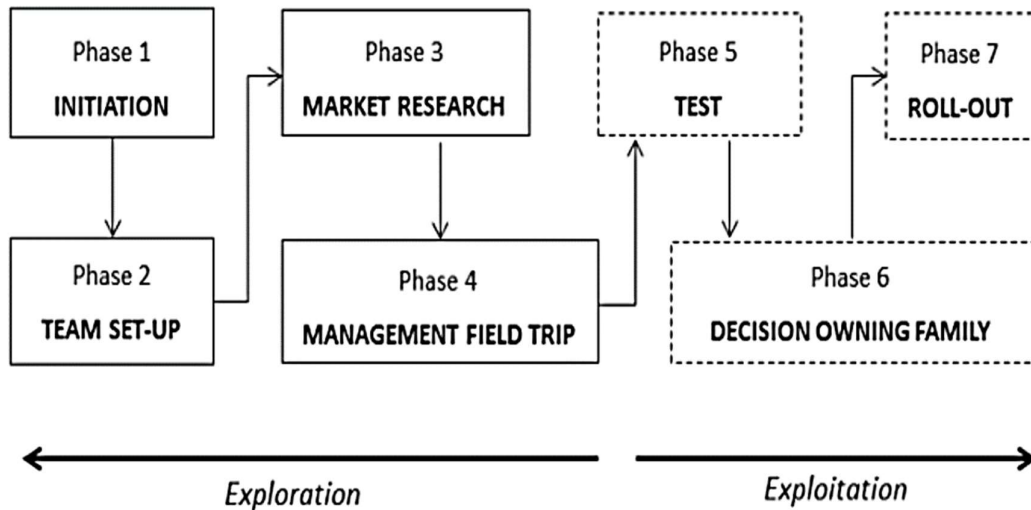 Phase 1
INITIATION
Phase 2
TEAM SET-UP
Phase 3
MARKET RESEARCH
Phase 4
MANAGEMENT FIELD TRIP
Phase 5
TEST
Phase 6
DECISION OWNING FAMILY
Phase 7
ROLL-OUT
Exploration
Exploitation